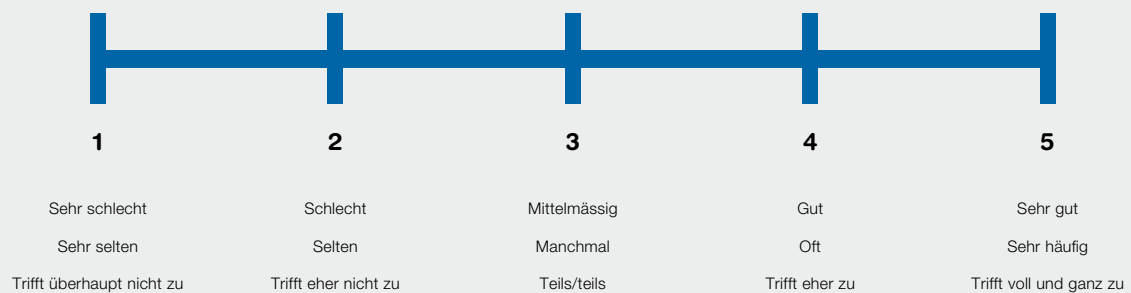 1 2 3 4 5
Sehr schlecht Schlecht Mittelmässig Gut Sehr gut
Sehr selten Selten Manchmal Oft Sehr häufig
Trifft überhaupt nicht zu Trifft eher nicht zu Teils/teils Trifft eher zu Trifft voll und ganz zu